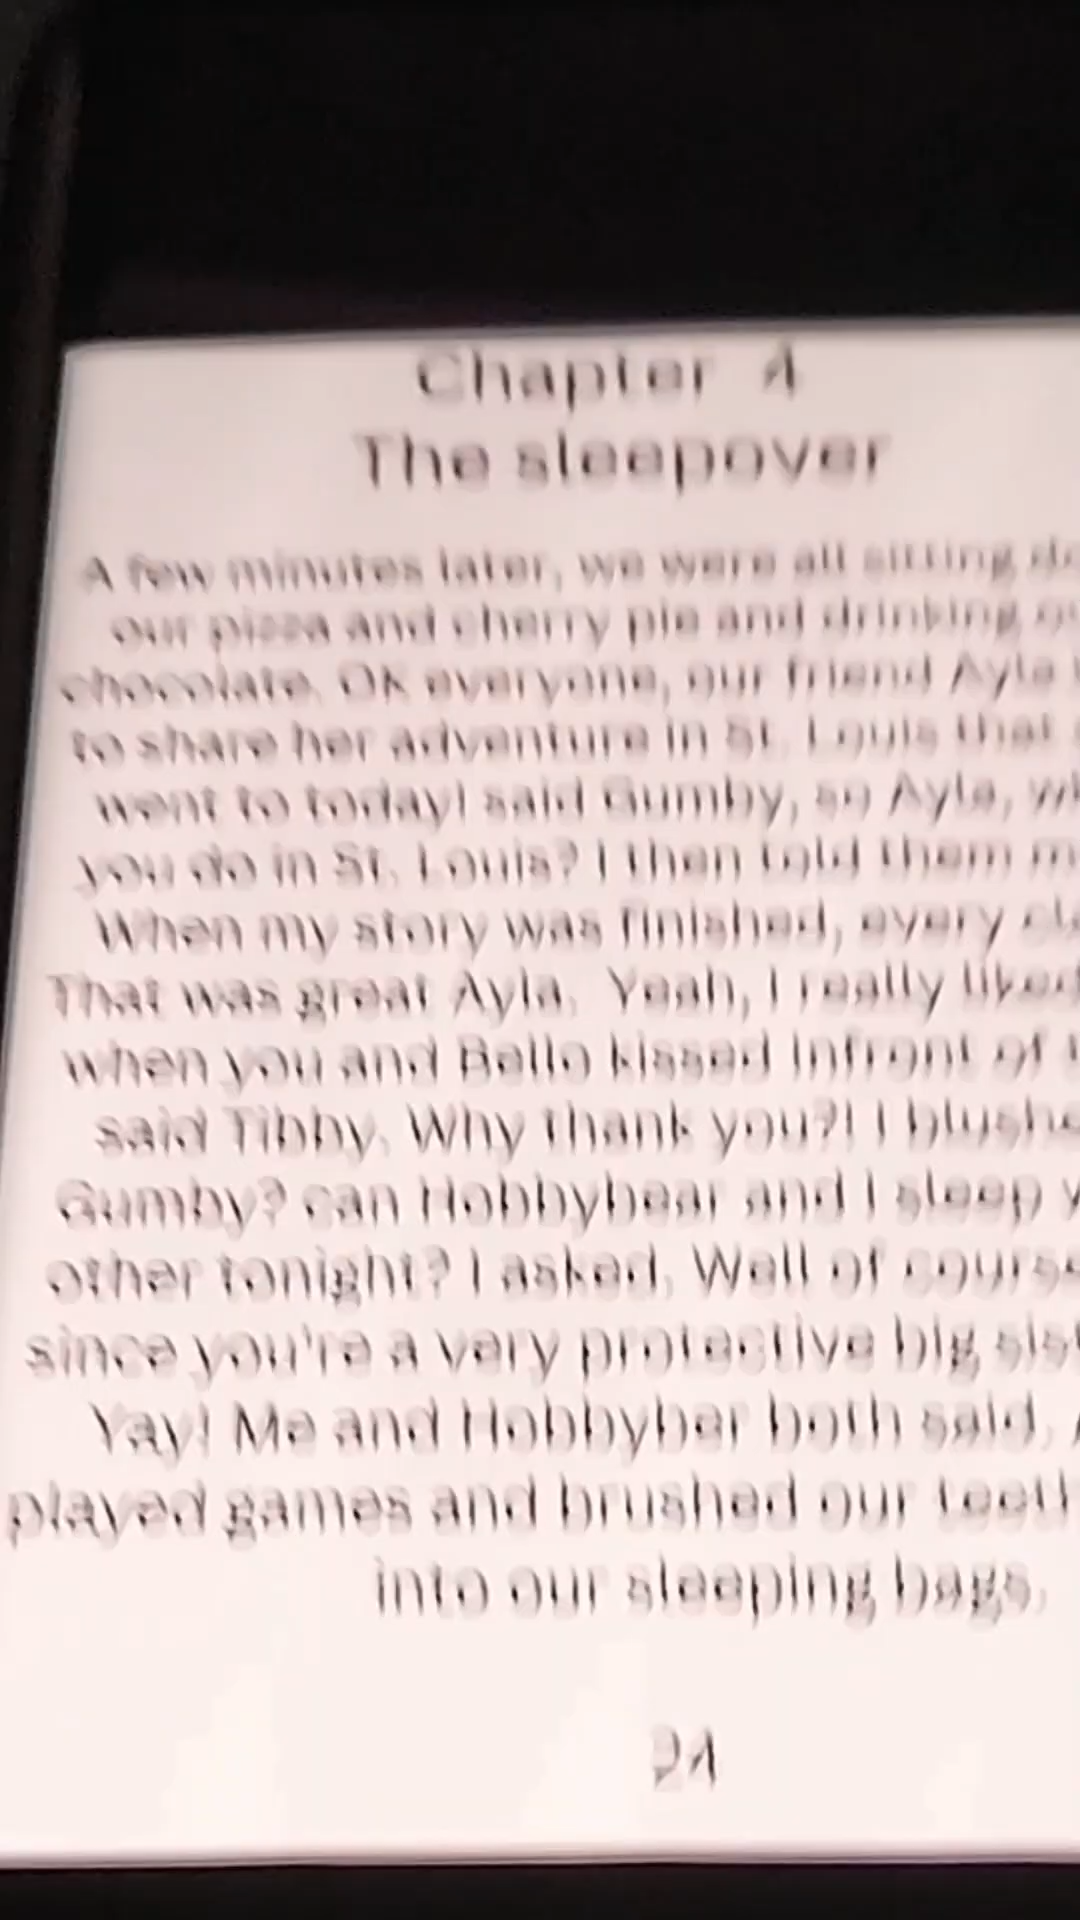 Chapter 4
The sleepover
A few minutes later, we were all sitting
our pizza and cherry pie and drinking
chocolate. OK everyone, our friend Ayla
to share her adventure in St. Louis that
went to today! said Gumby, so Ayla,
you do in St. Louis? I then told them
When my story was finished, every
That was great Ayla. Yeah, I really liked
when you and Bello kissed infront of
said Tibby. Why thank you?! I
Gumby? can Hobbybear and I sleep
other tonight? I asked. Well of course
since you're a very protective big
Yay! Me and Hobbyber both said.
played games and brushed our teeth
into our sleeping bags.
24